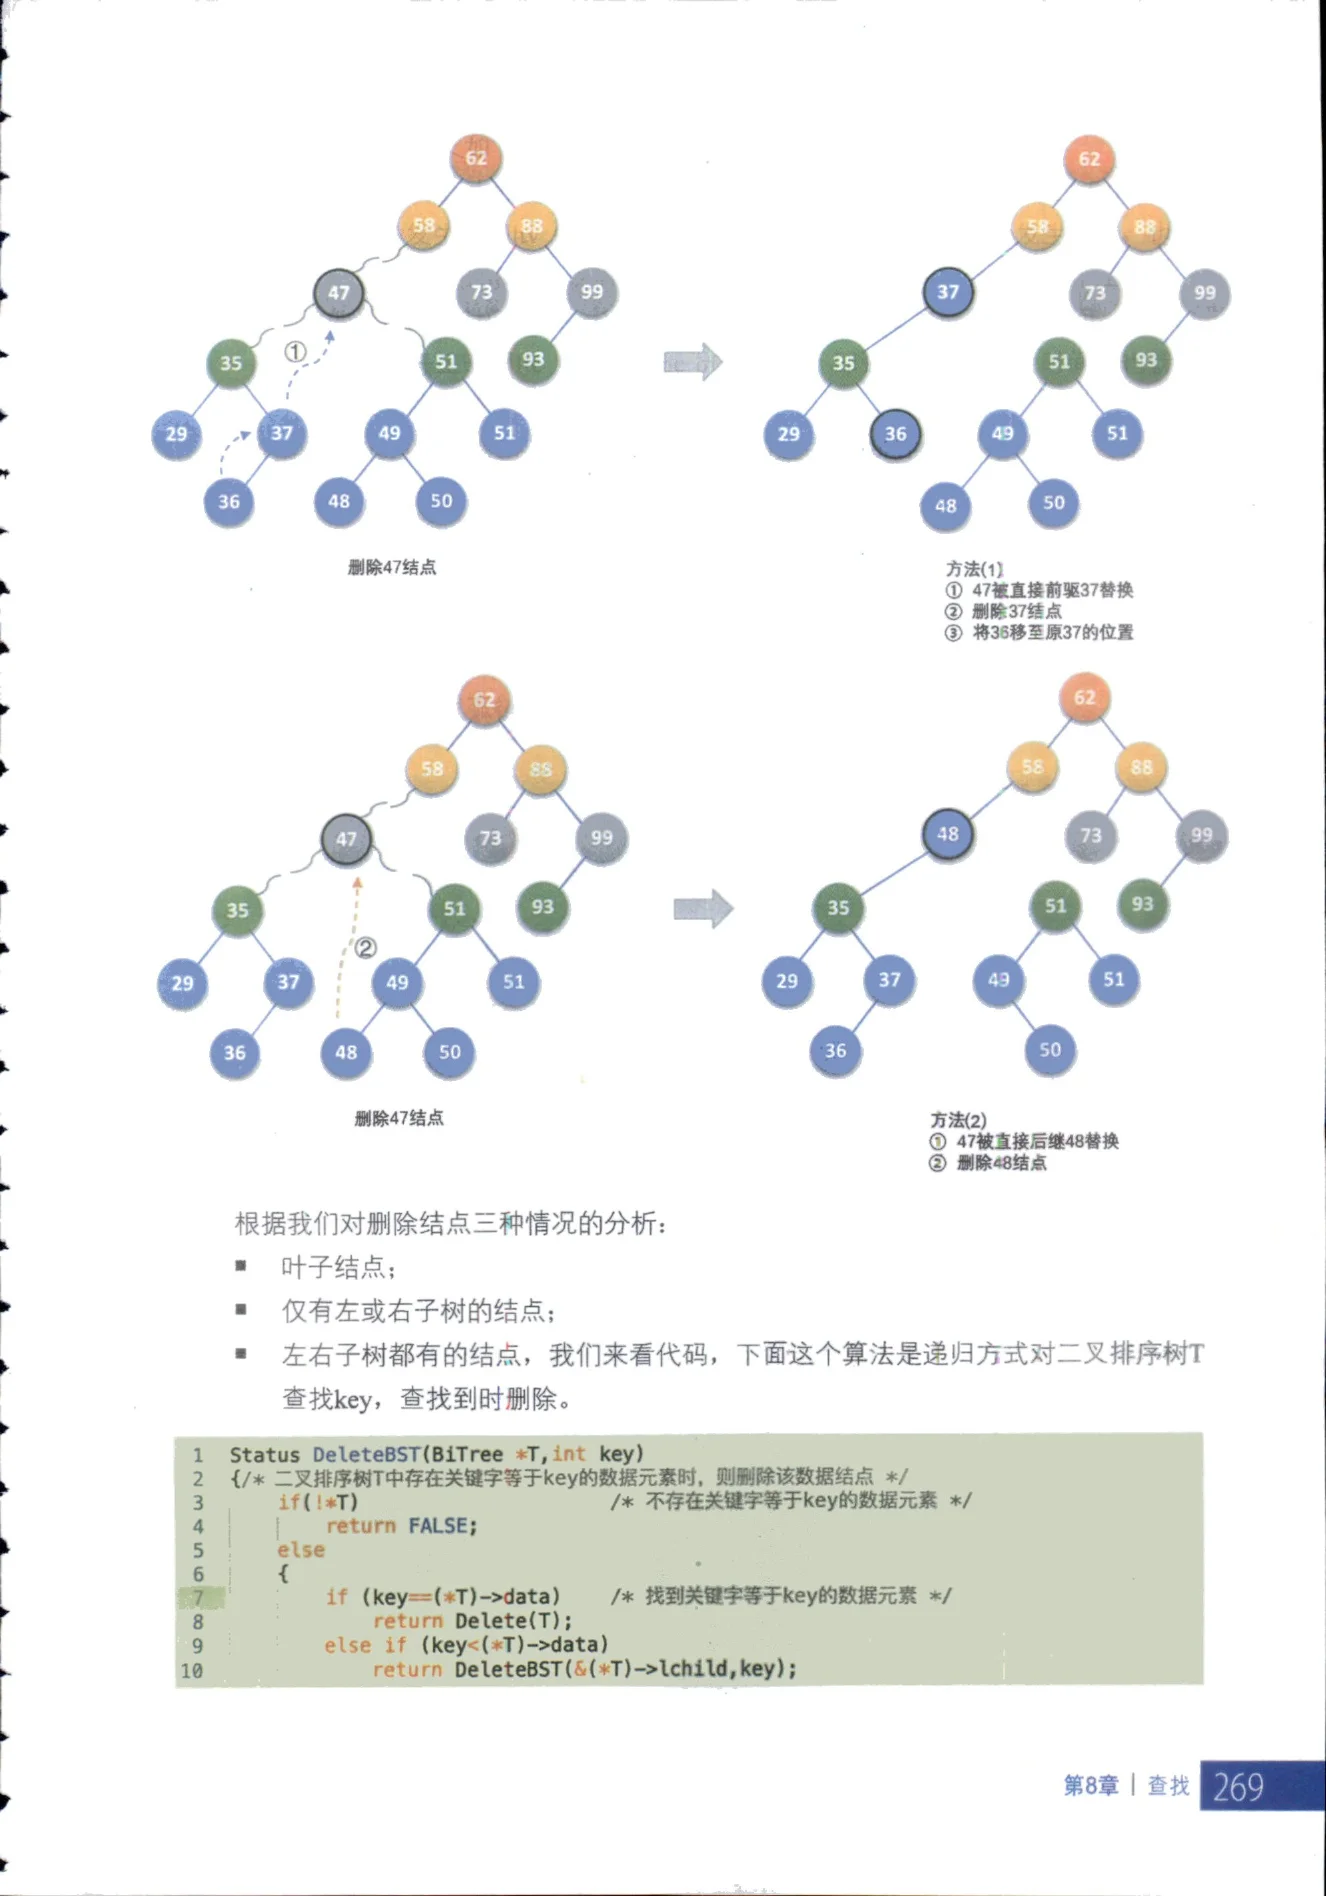 62
58
88
47
73
99
35
①
51
93
29
37
49
51
36
48
50
删除47结点
62
58
88
37
73
99
35
51
93
29
36
49
51
48
50
方法(1)
① 47被直接前驱37替换
② 删除37结点
③ 将36移至原37的位置
62
58
88
47
73
99
35
51
93
②
29
37
49
51
36
48
50
删除47结点
62
58
88
48
73
99
35
51
93
29
37
49
51
36
50
方法(2)
① 47被直接后继48替换
② 删除48结点
根据我们对删除结点三种情况的分析：
■ 叶子结点；
■ 仅有左或右子树的结点；
■ 左右子树都有的结点，我们来看代码，下面这个算法是递归方式对二叉排序树T
查找key，查找到时删除。
1 Status DeleteBST(BiTree *T,int key)
2 {/* 二叉排序树T中存在关键字等于key的数据元素时，则删除该数据结点 */
3 if(!*T) /* 不存在关键字等于key的数据元素 */
4 return FALSE;
5 else
6 {
7 if (key==(*T)->data) /* 找到关键字等于key的数据元素 */
8 return Delete(T);
9 else if (key<(*T)->data)
10 return DeleteBST(&(*T)->lchild,key);
第8章 | 查找 269